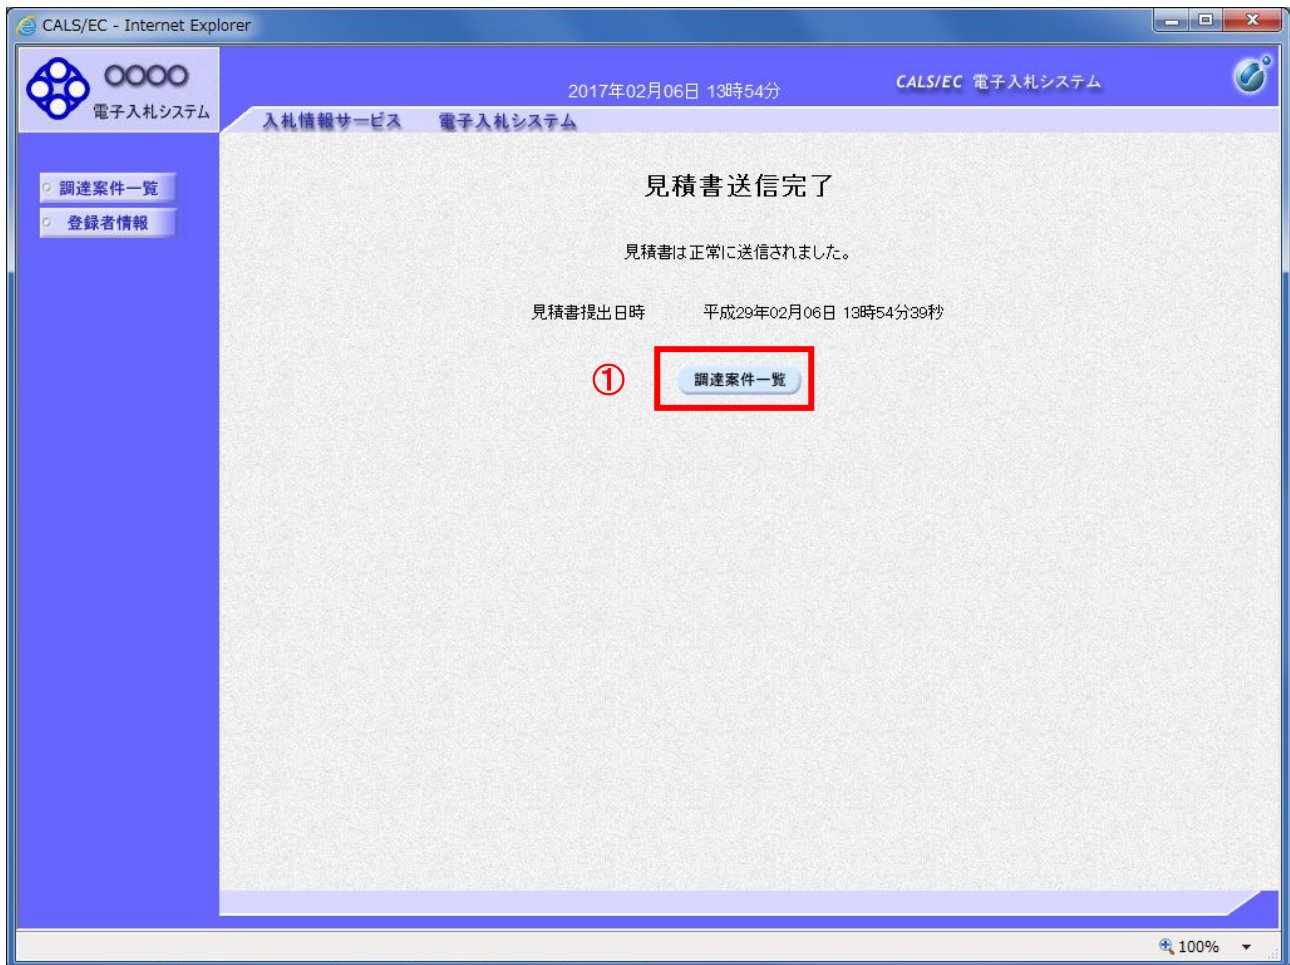 CALS/EC - Internet Explorer
○○○○
電子入札システム
2017年02月06日 13時54分
CALS/EC 電子入札システム
入札情報サービス 電子入札システム
調達案件一覧
登録者情報
見積書送信完了
見積書は正常に送信されました。
見積書提出日時 平成29年02月06日 13時54分39秒
① 調達案件一覧
100%